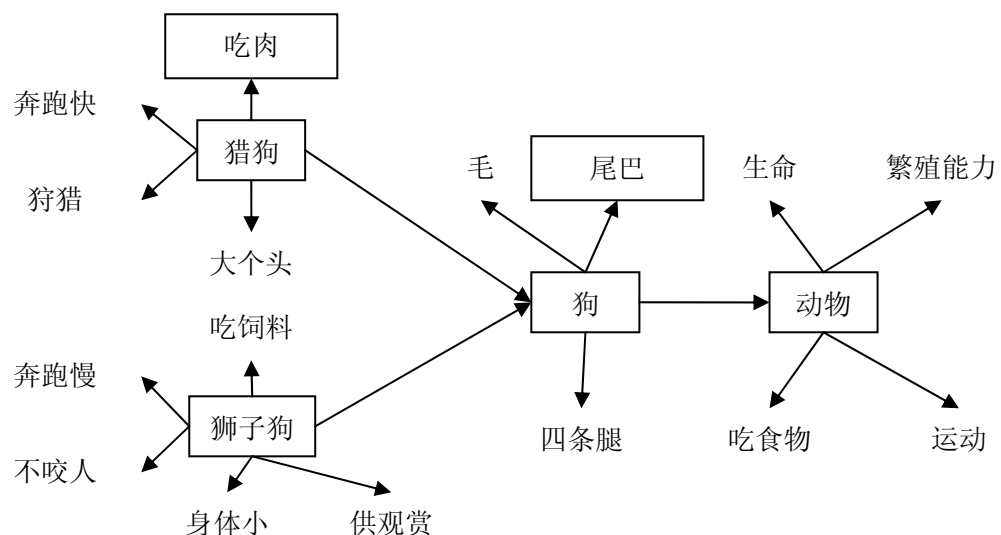 吃肉
奔跑快
猎狗
狩猎
大个头
毛
尾巴
生命
繁殖能力
狗
动物
吃饲料
奔跑慢
狮子狗
不咬人
身体小
供观赏
四条腿
吃食物
运动